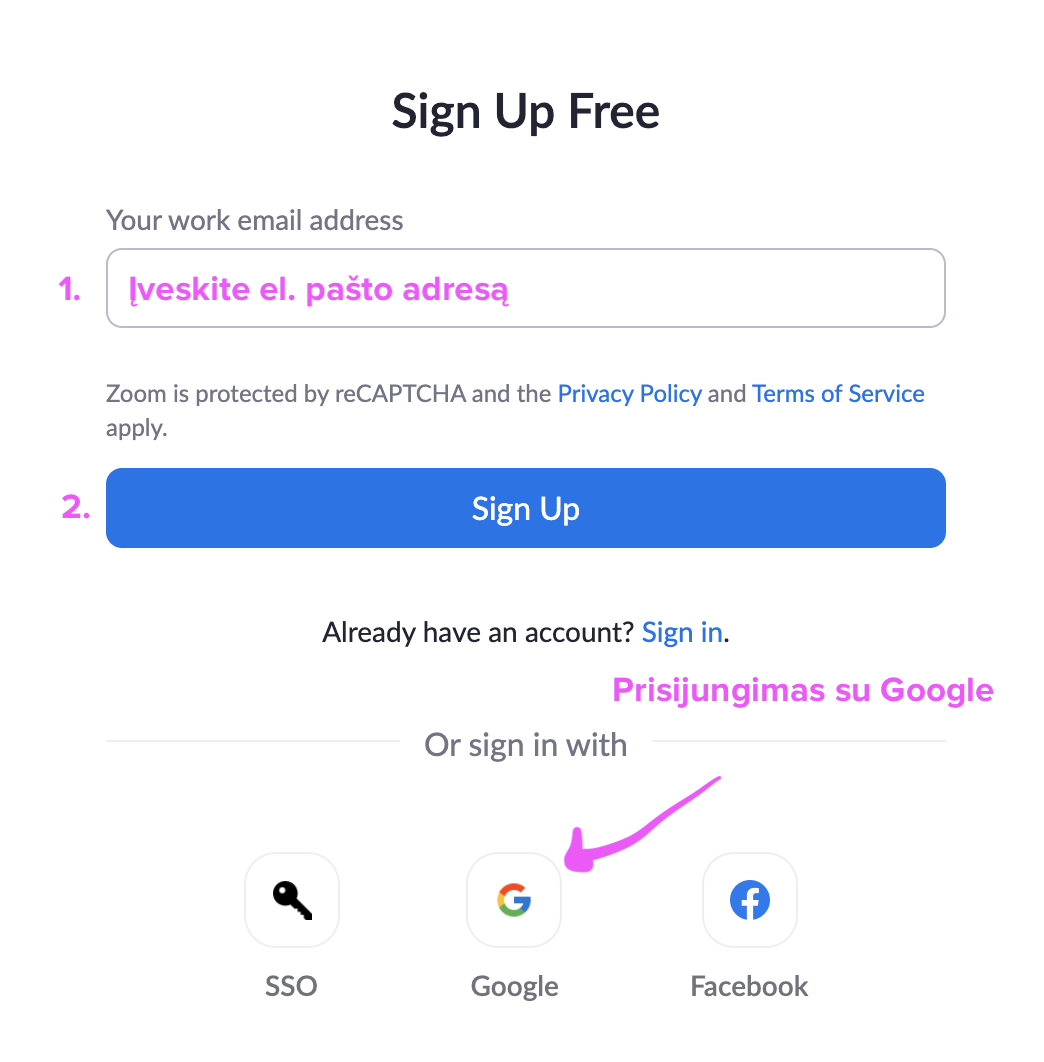 Sign Up Free
Your work email address
1. Įveskite el. pašto adresą
Zoom is protected by reCAPTCHA and the Privacy Policy and Terms of Service
apply.
2. Sign Up
Already have an account? Sign in.
Prisijungimas su Google
Or sign in with
SSO Google Facebook